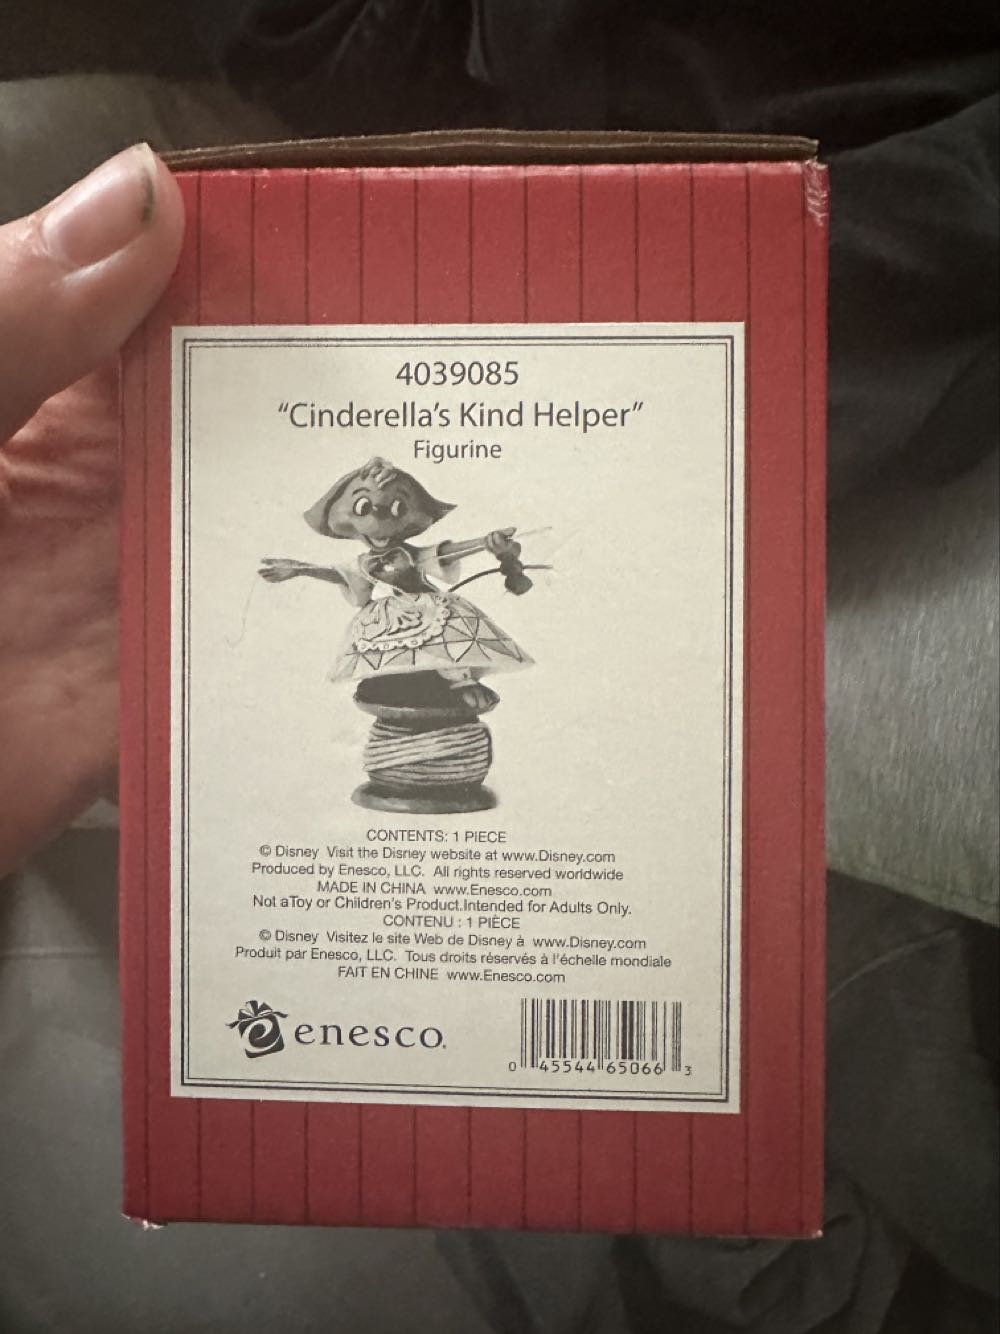 4039085
“Cinderella's Kind Helper”
Figurine
CONTENTS: 1 PIECE
© Disney Visit the Disney website at www.Disney.com
Produced by Enesco, LLC. All rights reserved worldwide
MADE IN CHINA www.Enesco.com
Not aToy or Children's Product.Intended for Adults Only.
CONTENU : 1 PIÈCE
© Disney Visitez le site Web de Disney à www.Disney.com
Produit par Enesco, LLC. Tous droits réservés à l'échelle mondiale
FAIT EN CHINE www.Enesco.com
enesco.
0 45544 65066 3